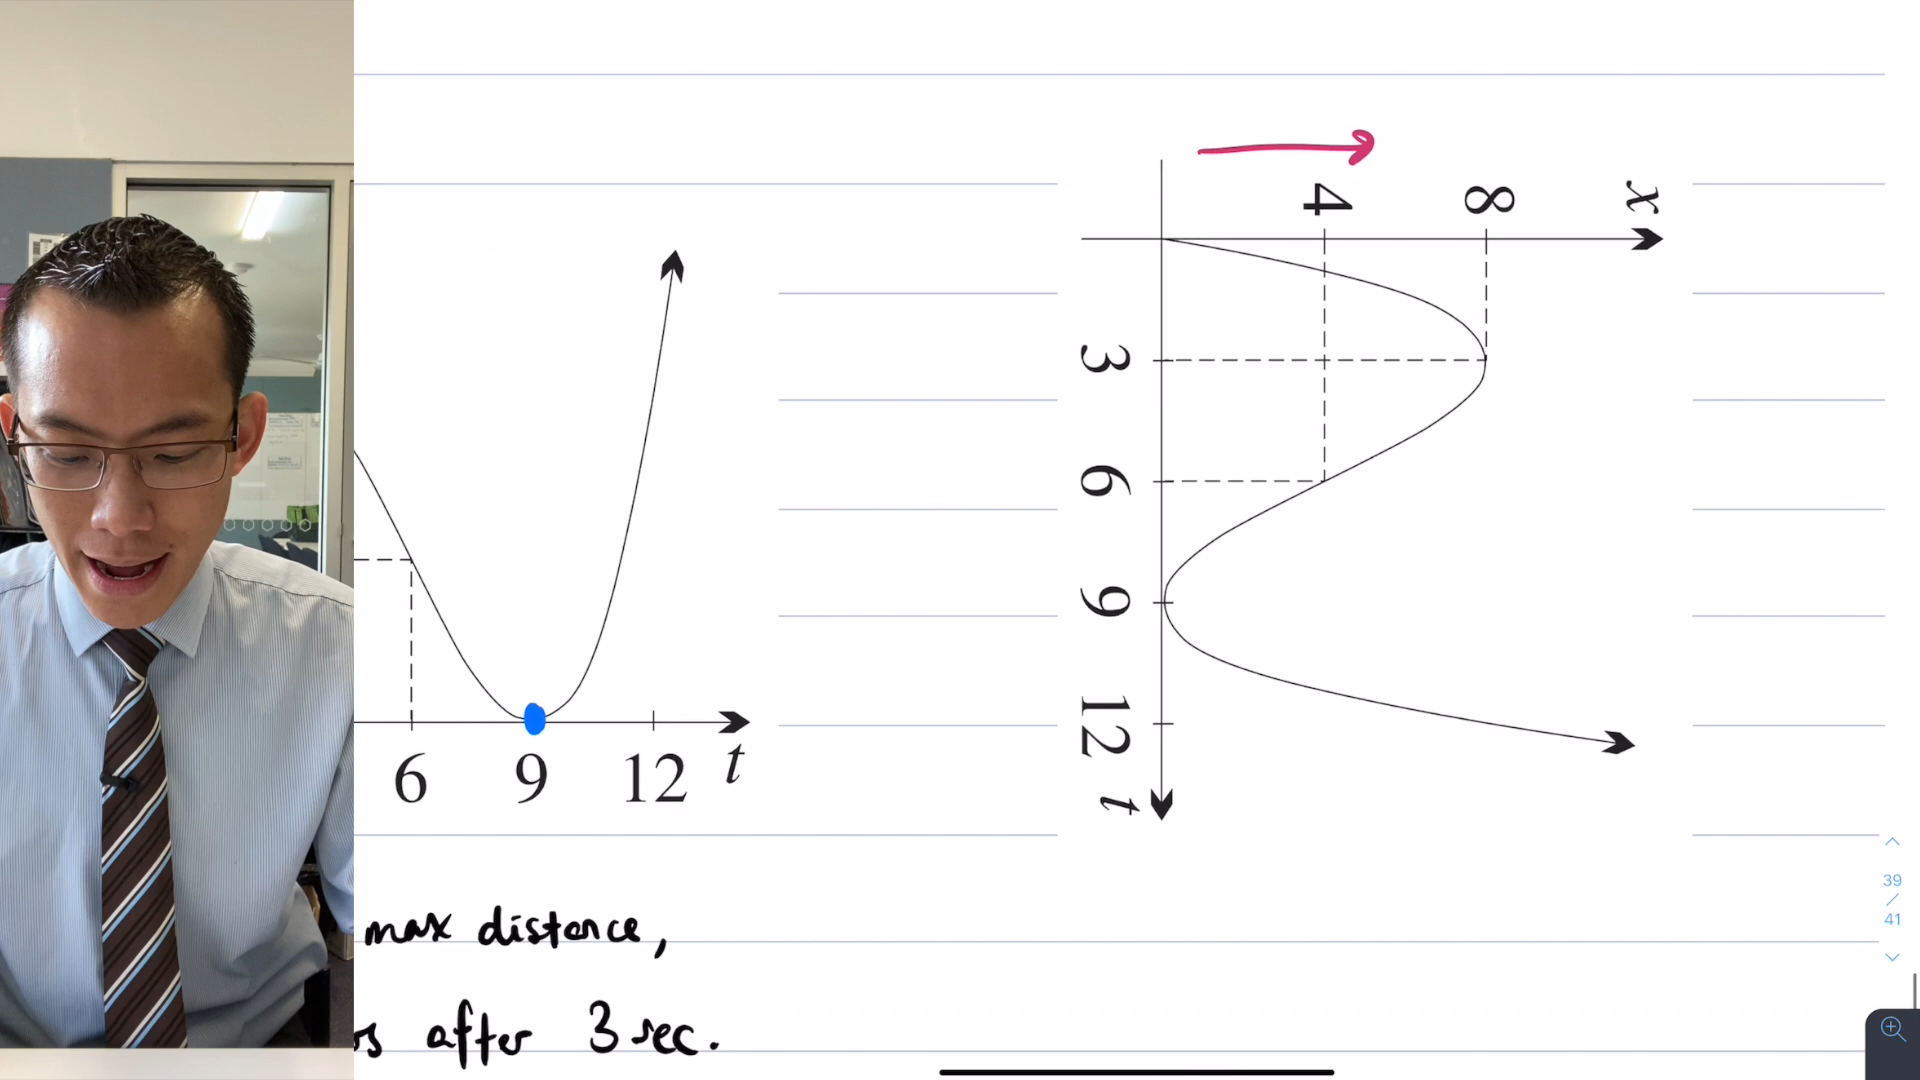 4 8 x
3
6
9
12
t
6 9 12 t
max distance,
after 3 sec.
39
/
41